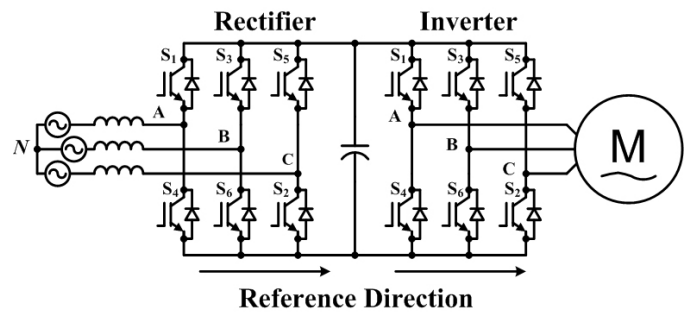 Rectifier Inverter
S1 S3 S5 S1 S3 S5
A A
N B B
C C
S4 S6 S2 S4 S6 S2
M
Reference Direction